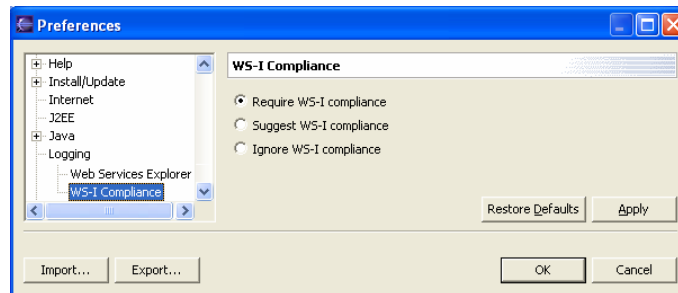 Preferences
Help
Install/Update
Internet
J2EE
Java
Logging
Web Services Explorer
WS-I Compliance
WS-I Compliance
Require WS-I compliance
Suggest WS-I compliance
Ignore WS-I compliance
Restore Defaults Apply
Import... Export... OK Cancel